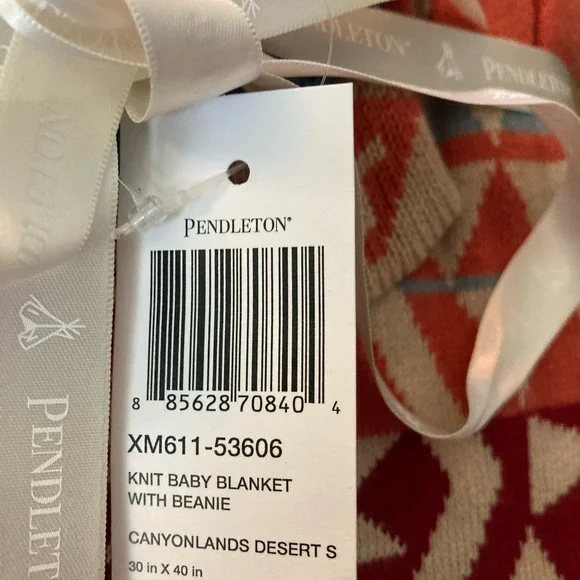 PENDLETON®
PENDLETON
PENDLETON®
8 85628 70840 4
XM611-53606
KNIT BABY BLANKET
WITH BEANIE
CANYONLANDS DESERT S
30 in X 40 in